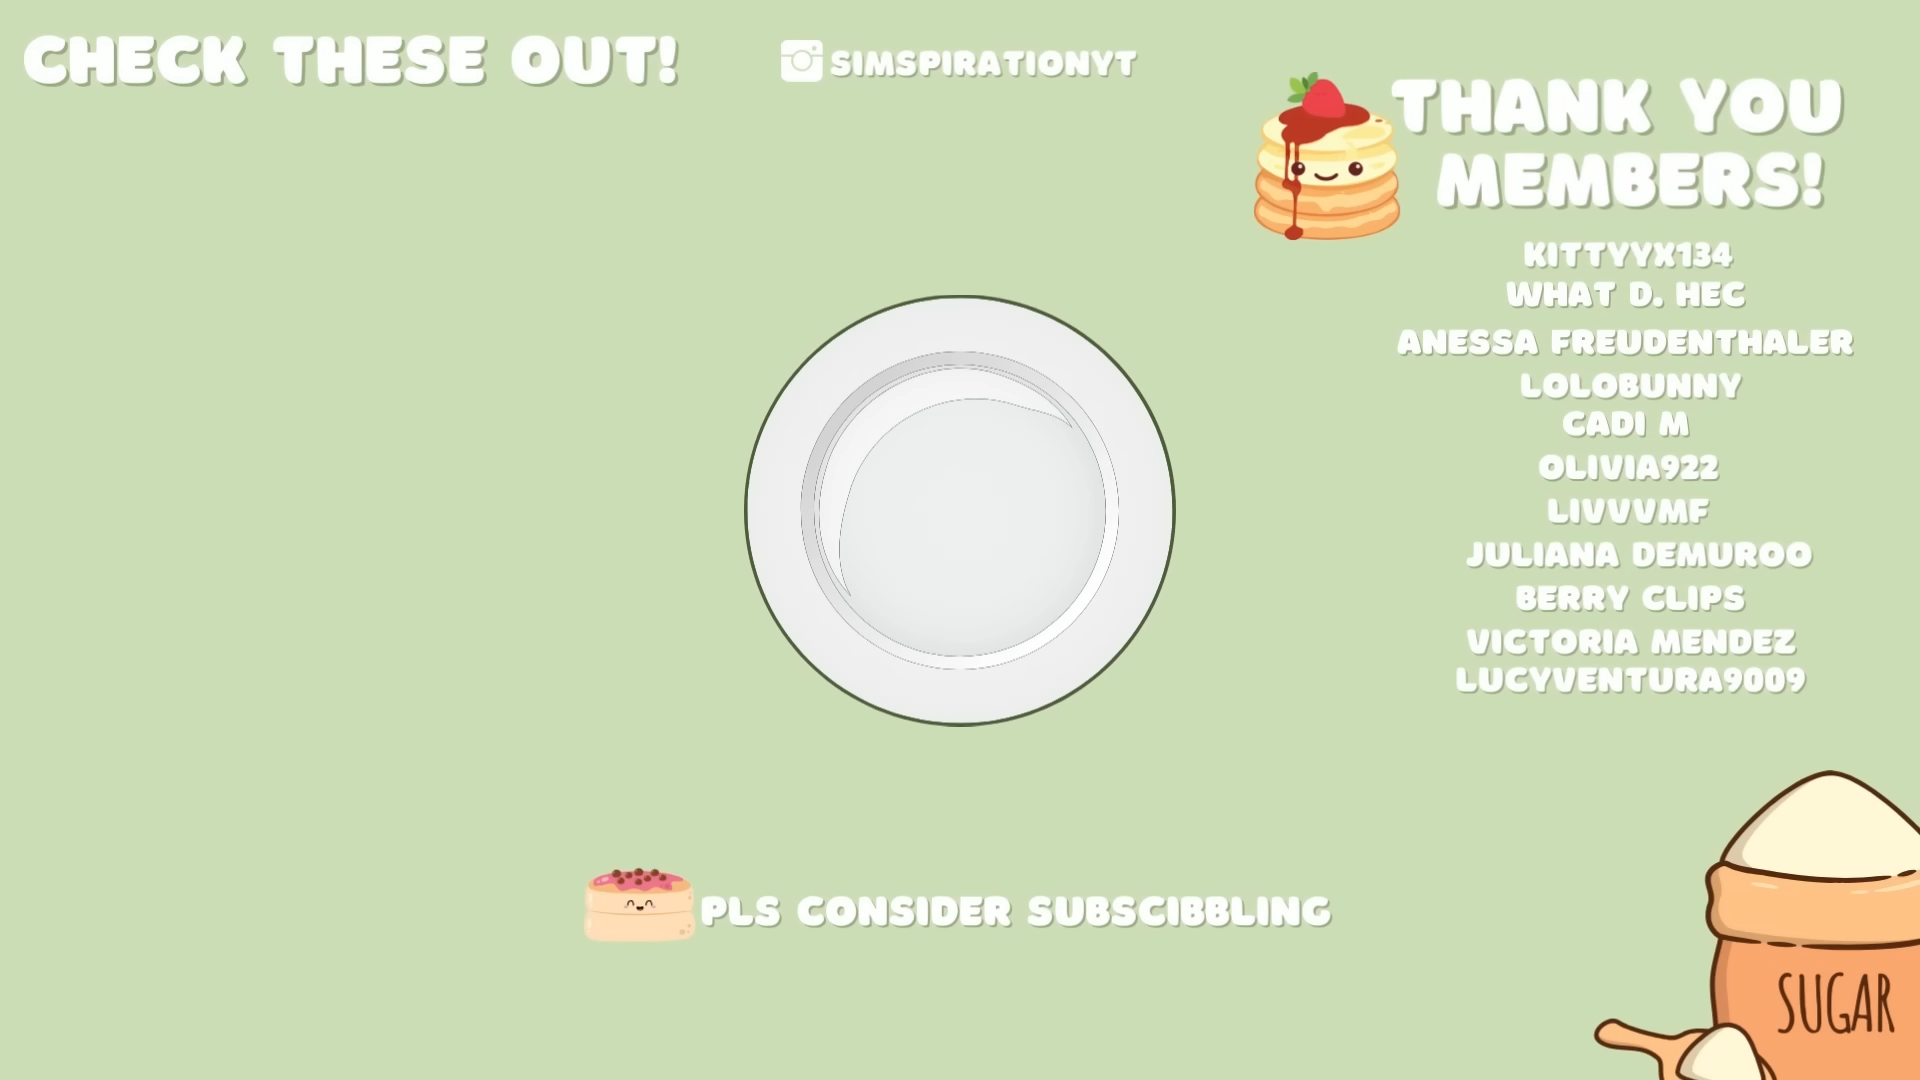 CHECK THESE OUT!
SIMSPIRATIONYT
THANK YOU
MEMBERS!
KITTYYX134
WHAT D. HEC
ANESSA FREUDENTHALER
LOLOBUNNY
CADI M
OLIVIA922
LIVVVMF
JULIANA DEMUROO
BERRY CLIPS
VICTORIA MENDEZ
LUCYVENTURA9009
PLS CONSIDER SUBSCIBBLING
SUGAR